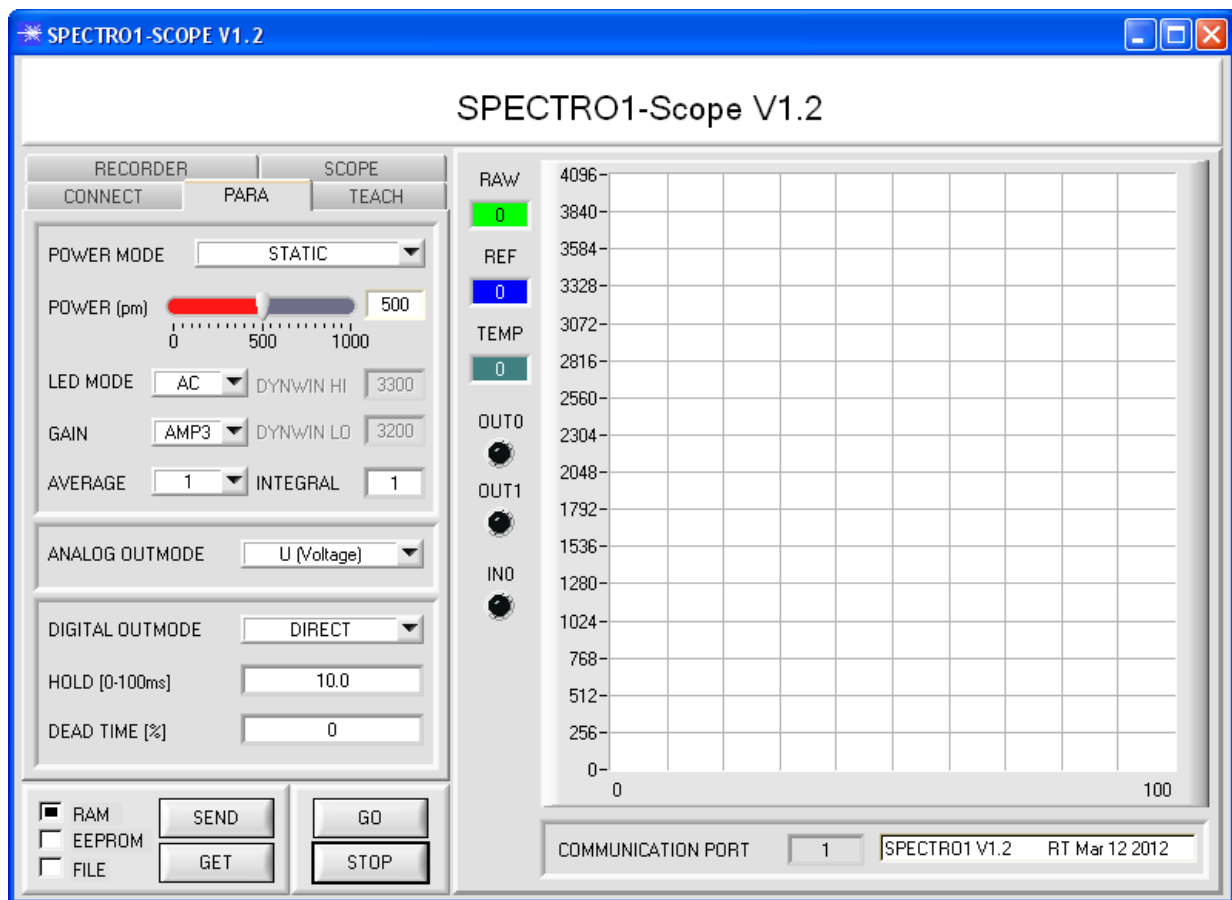 SPECTRO1-SCOPE V1.2
SPECTRO1-Scope V1.2
RECORDER SCOPE
CONNECT PARA TEACH
POWER MODE STATIC
POWER (pm) 500
0 500 1000
LED MODE AC DYNWIN HI 3300
GAIN AMP3 DYNWIN LO 3200
AVERAGE 1 INTEGRAL 1
ANALOG OUTMODE U (Voltage)
DIGITAL OUTMODE DIRECT
HOLD [0-100ms] 10.0
DEAD TIME [%] 0
RAM
EEPROM
FILE
SEND
GET
GO
STOP
RAW
0
REF
0
TEMP
0
OUT0
OUT1
IN0
4096
3840
3584
3328
3072
2816
2560
2304
2048
1792
1536
1280
1024
768
512
256
0
0 100
COMMUNICATION PORT 1 SPECTRO1 V1.2 RT Mar 12 2012